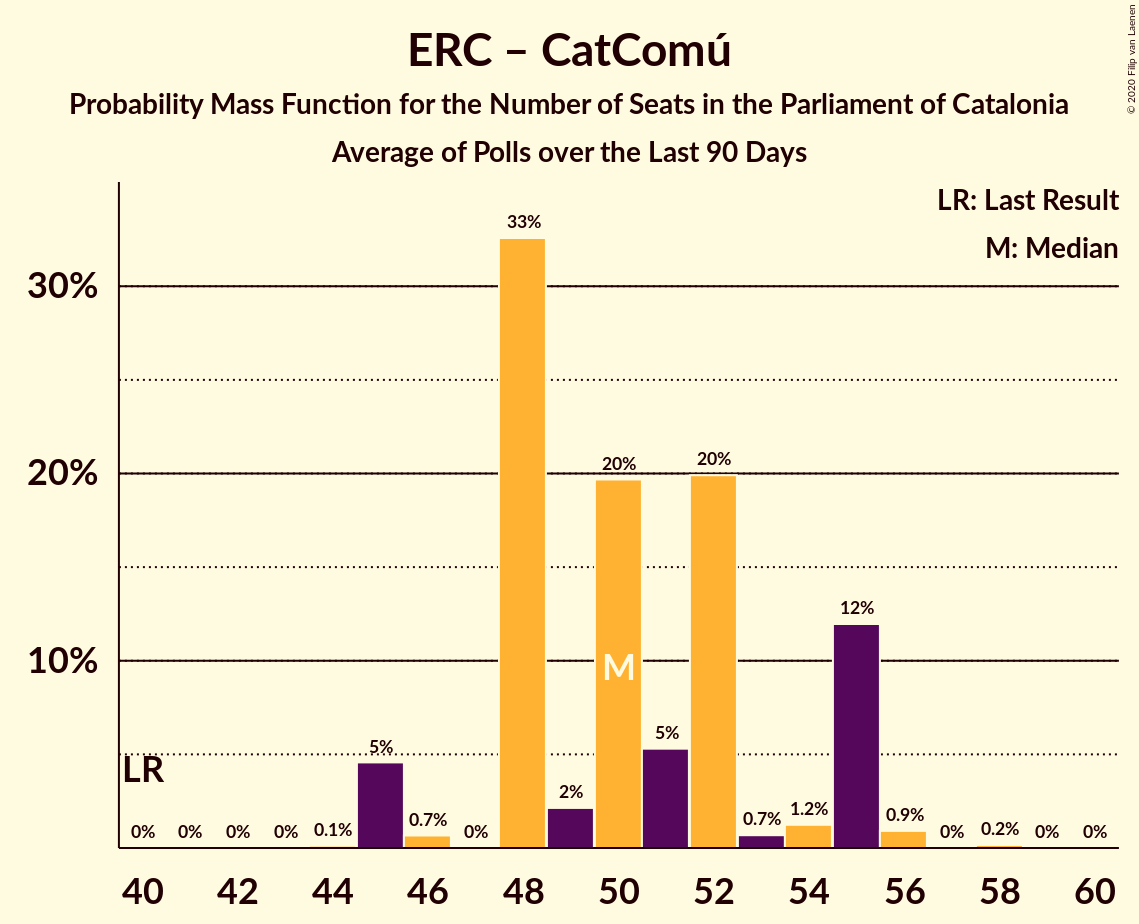 ERC – CatComú
Probability Mass Function for the Number of Seats in the Parliament of Catalonia
Average of Polls over the Last 90 Days
© 2020 Filip van Laenen
LR: Last Result
M: Median
30%
20%
10%
33%
20%
20%
12%
5%
5%
2%
0.7%
0.1%
0%
0%
0%
0%
0%
0.7%
1.2%
0.9%
0%
0.2%
0%
0%
LR
M
40 42 44 46 48 50 52 54 56 58 60